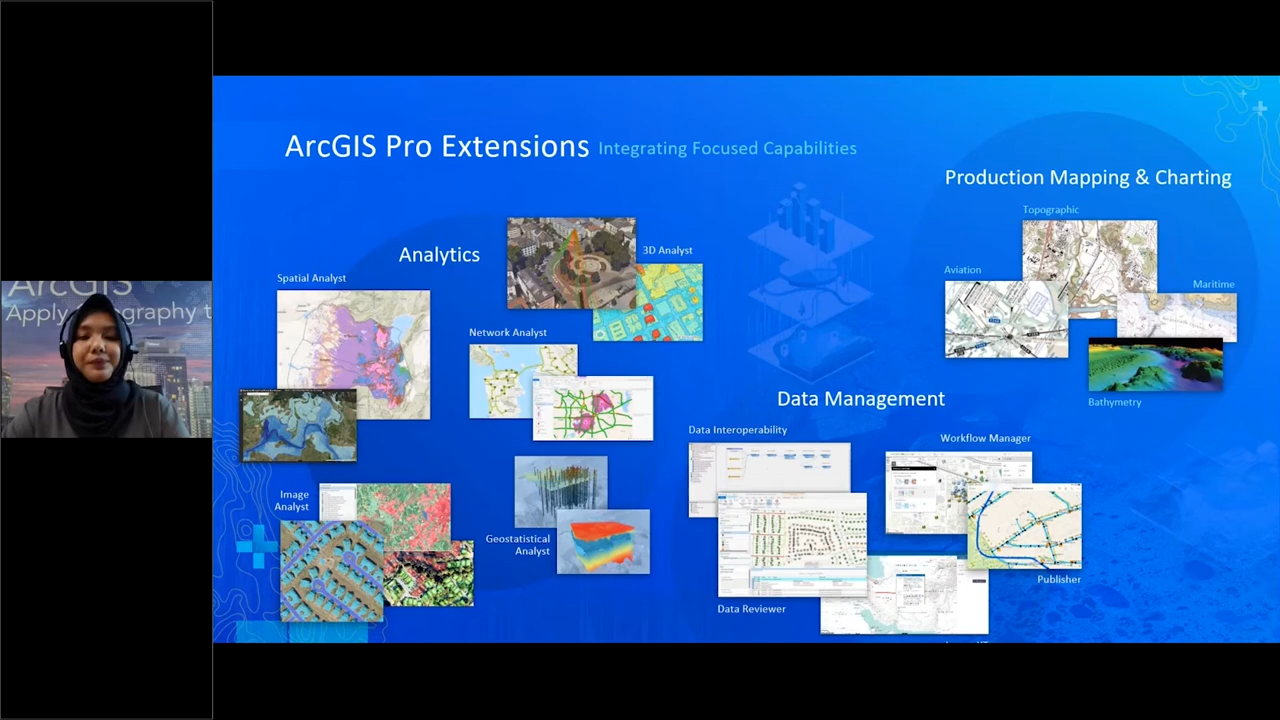 ArcGIS
Apply
ArcGIS Pro Extensions Integrating Focused Capabilities
Production Mapping & Charting
Topographic
Aviation
Maritime
Bathymetry
Analytics
3D Analyst
Spatial Analyst
Network Analyst
Image
Analyst
Geostatistical
Analyst
Data Management
Data Interoperability
Workflow Manager
Publisher
Data Reviewer